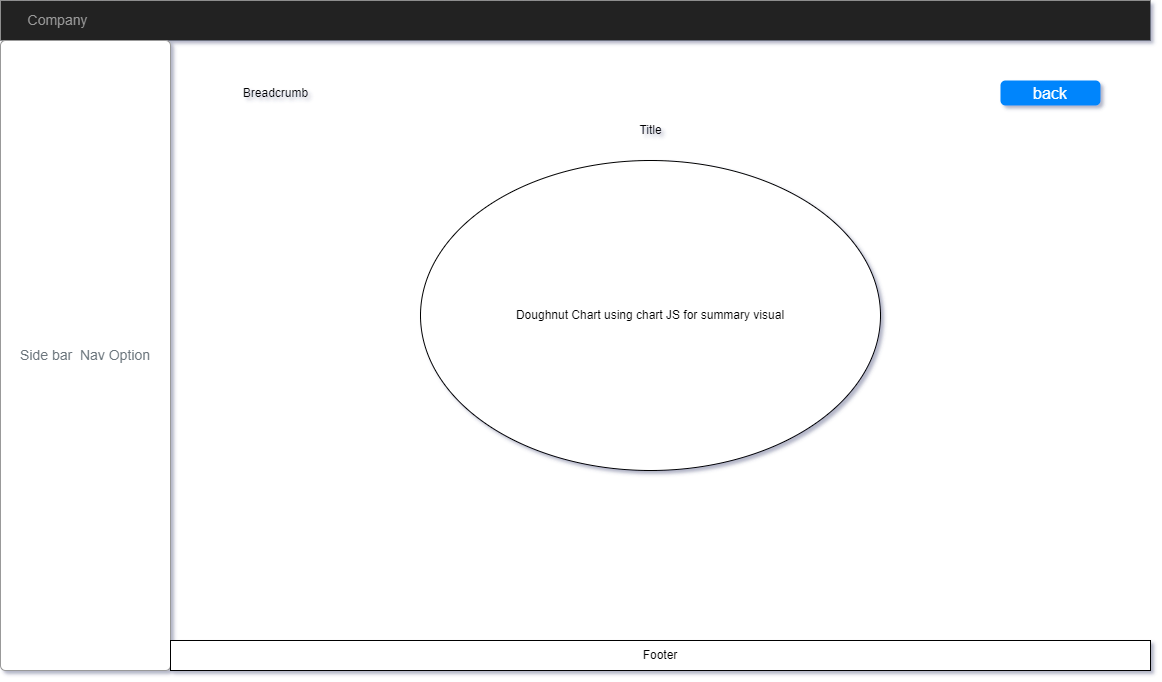 Company
Breadcrumb
back
Title
Doughnut Chart using chart JS for summary visual
Side bar  Nav Option
Footer